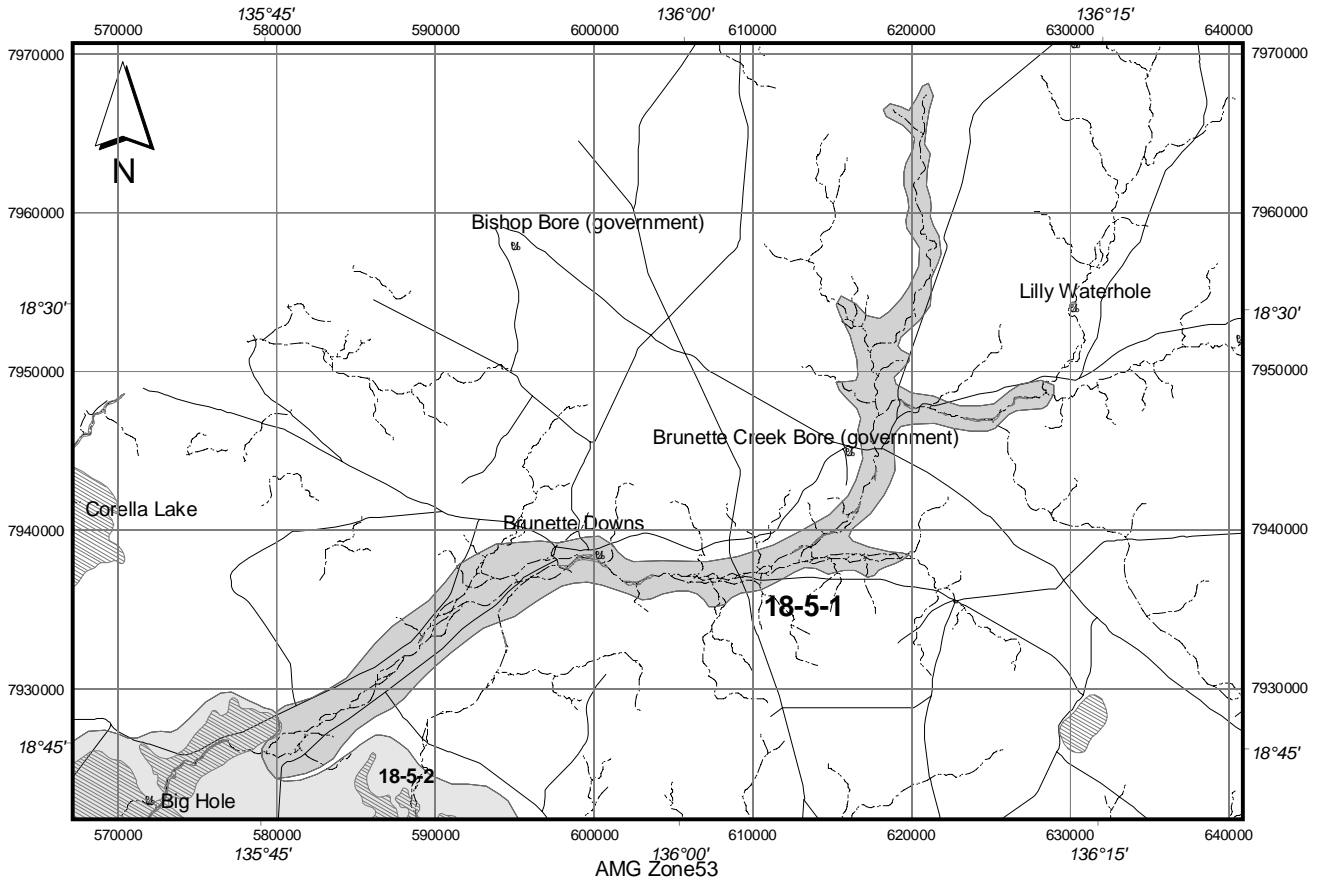 135°45' 136°00' 136°15'
570000 580000 590000 600000 610000 620000 630000 640000
7970000 7970000
N
7960000 7960000
Bishop Bore (government)
Lilly Waterhole
18°30' 18°30'
7950000 7950000
Brunette Creek Bore (government)
Corella Lake
Brunette Downs
7940000 7940000
18-5-1
7930000 7930000
18°45' 18°45'
18-5-2
Big Hole
570000 580000 590000 600000 610000 620000 630000 640000
135°45' 136°00' 136°15'
AMG Zone53